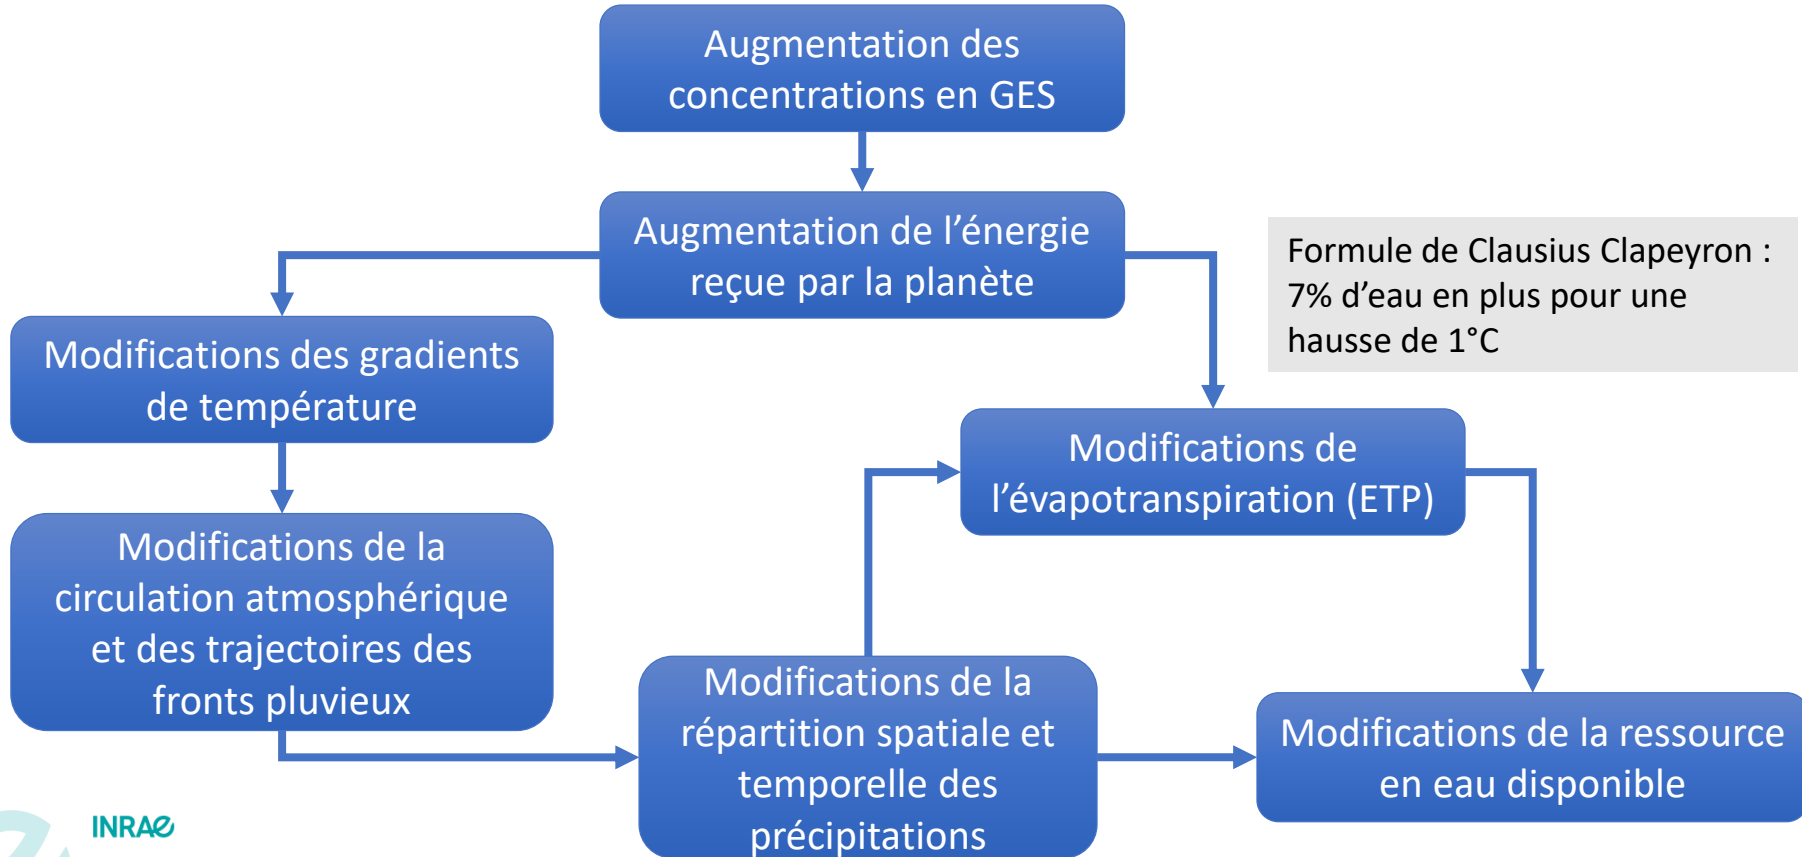 Augmentation des
concentrations en GES
Augmentation de l’énergie
reçue par la planète
Formule de Clausius Clapeyron :
7% d’eau en plus pour une
hausse de 1°C
Modifications des gradients
de température
Modifications de
l’évapotranspiration (ETP)
Modifications de la
circulation atmosphérique
et des trajectoires des
fronts pluvieux
Modifications de la
répartition spatiale et
temporelle des
précipitations
Modifications de la ressource
en eau disponible
INRAE